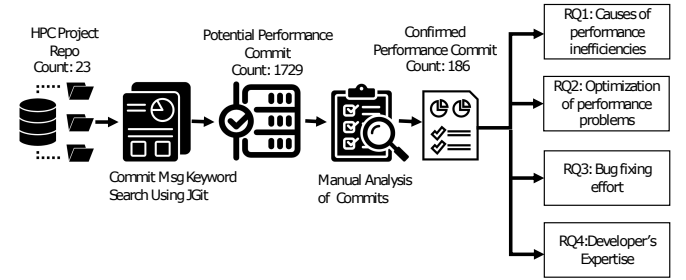 HPC Project
Repo
Count: 23
Commit Msg Keyword
Search Using JGit
Potential Performance
Commit
Count: 1729
Manual Analysis
of Commits
Confirmed
Performance Commit
Count: 186
RQ1: Causes of
performance
inefficiencies
RQ2: Optimization
of performance
problems
RQ3: Bug fixing
effort
RQ4:Developer's
Expertise